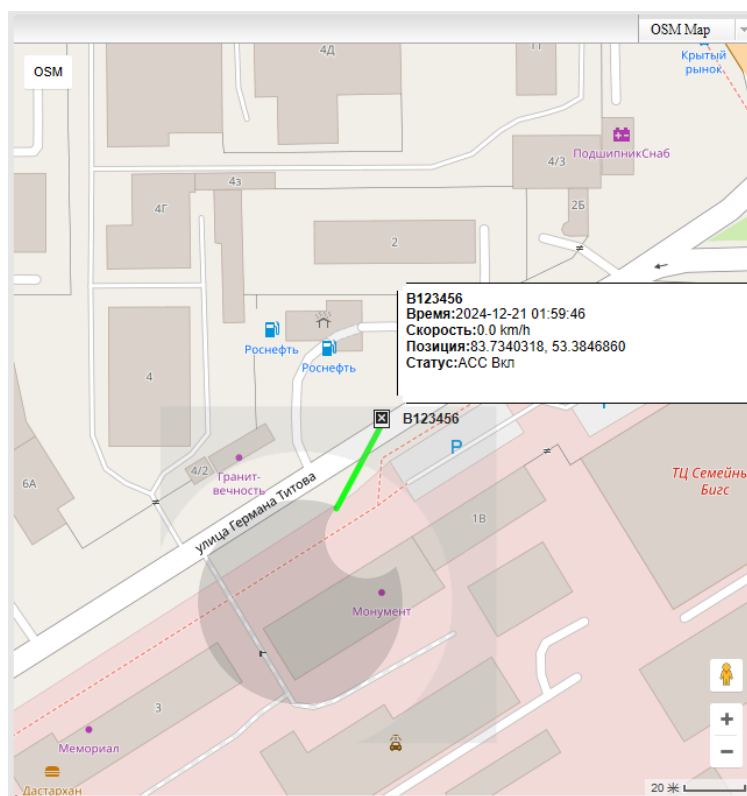 OSM Map
OSM
4Д
Крытый
рынок
ПодшипникСнаб
4/3
4з
4Г
2Б
2
B123456
Время:2024-12-21 01:59:46
Скорость:0.0 km/h
Позиция:83.7340318, 53.3846860
Статус:ACC Вкл
Роснефть
Роснефть
4
B123456
P
4/2
Гранит-
вечность
6А
ТЦ Семейны
Бигс
улица Германа Титова
1В
Монумент
3
Мемориал
Дастархан
20 米